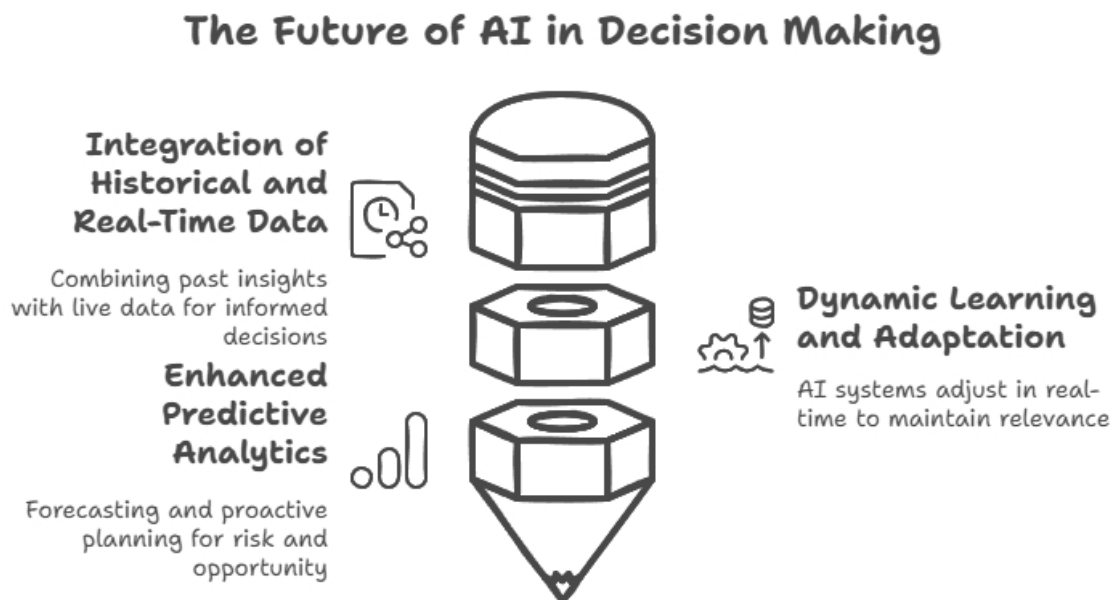 The Future of AI in Decision Making
Integration of
Historical and
Real-Time Data
Combining past insights
with live data for informed
decisions
Dynamic Learning
and Adaptation
AI systems adjust in real-
time to maintain relevance
Enhanced
Predictive
Analytics
Forecasting and proactive
planning for risk and
opportunity